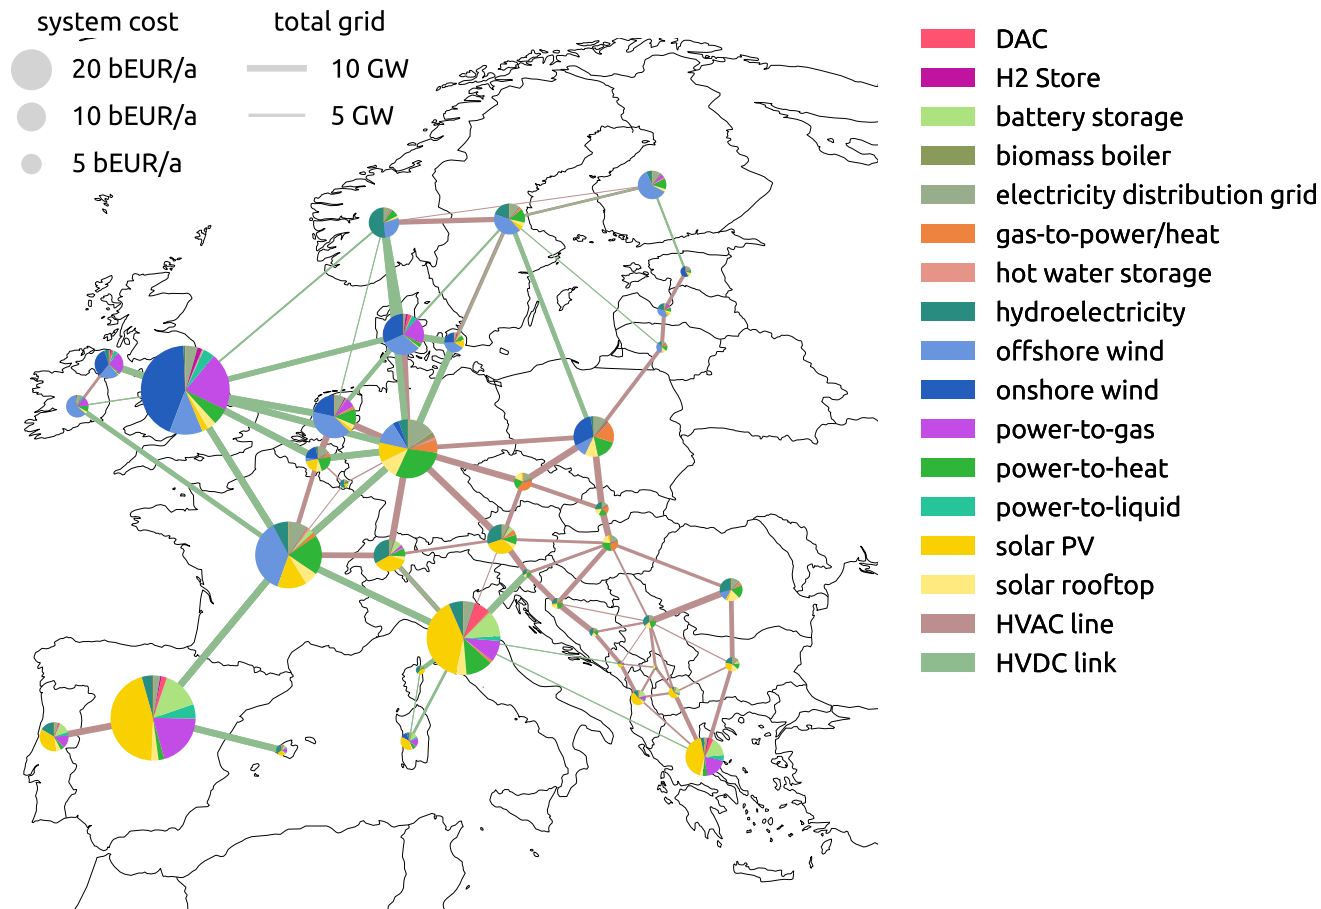 system cost
20 bEUR/a
10 bEUR/a
5 bEUR/a
total grid
10 GW
5 GW
DAC
H2 Store
battery storage
biomass boiler
electricity distribution grid
gas-to-power/heat
hot water storage
hydroelectricity
offshore wind
onshore wind
power-to-gas
power-to-heat
power-to-liquid
solar PV
solar rooftop
HVAC line
HVDC link